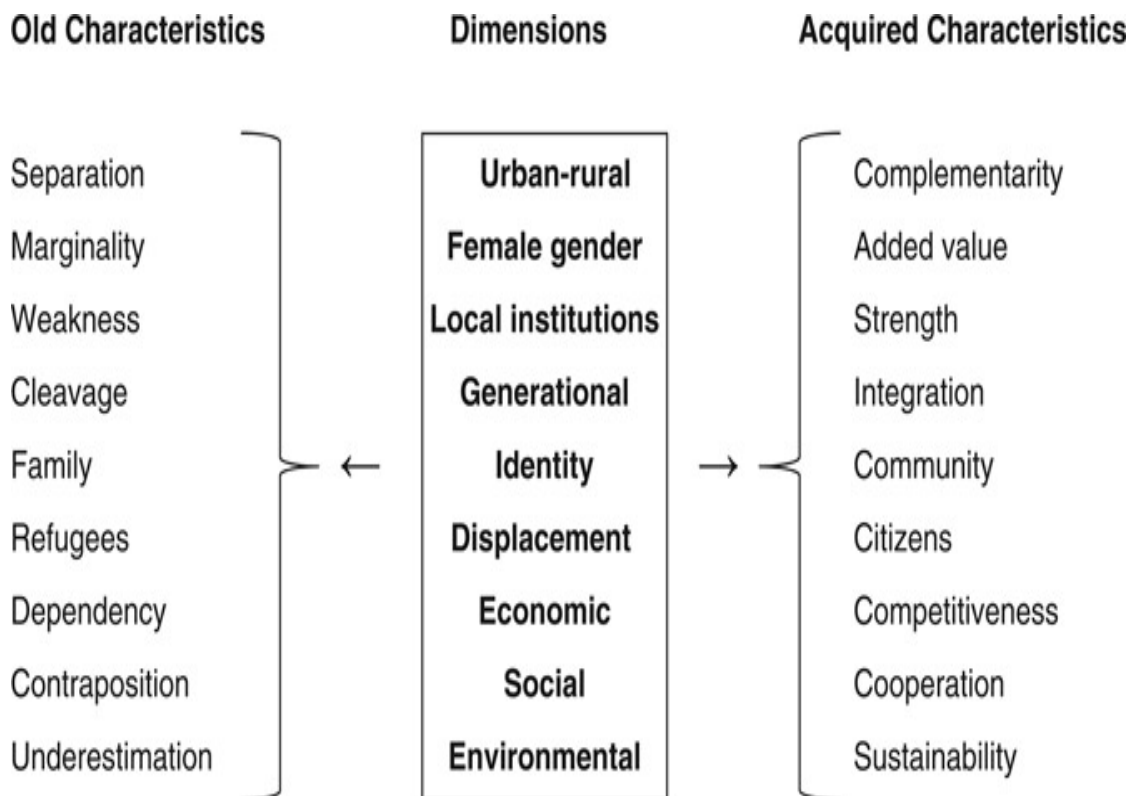 Old Characteristics Dimensions Acquired Characteristics
Separation Urban-rural Complementarity
Marginality Female gender Added value
Weakness Local institutions Strength
Cleavage Generational Integration
Family ← Identity → Community
Refugees Displacement Citizens
Dependency Economic Competitiveness
Contraposition Social Cooperation
Underestimation Environmental Sustainability